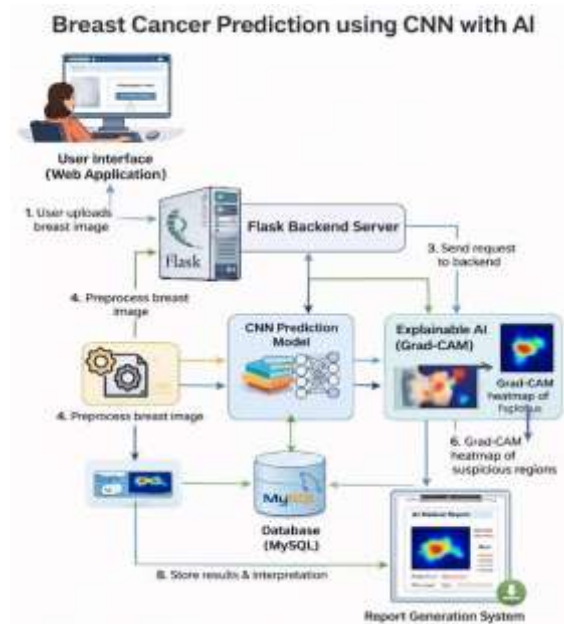 Breast Cancer Prediction using CNN with AI
User Interface
(Web Application)
1. User uploads
breast image
Flask
Flask Backend Server
3. Send request
to backend
4. Preprocess breast
image
CNN Prediction
Model
Explainable AI
(Grad-CAM)
Grad-CAM
heatmap of
4. Preprocess breast image
6. Grad-CAM
heatmap of
suspicious regions
MySQL
Database
(MySQL)
8. Store results & interpretation
Report Generation System